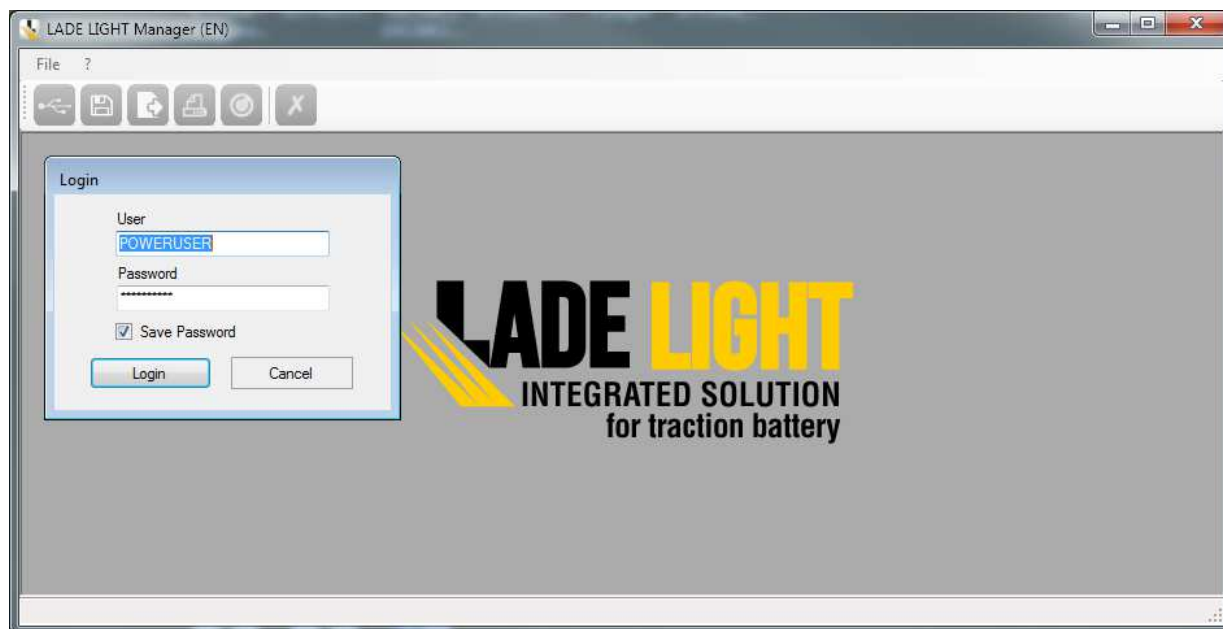 LADE LIGHT Manager (EN)
File ?
Login
User
POWERUSER
Password
**********
Save Password
Login Cancel
LADE LIGHT
INTEGRATED SOLUTION
for traction battery